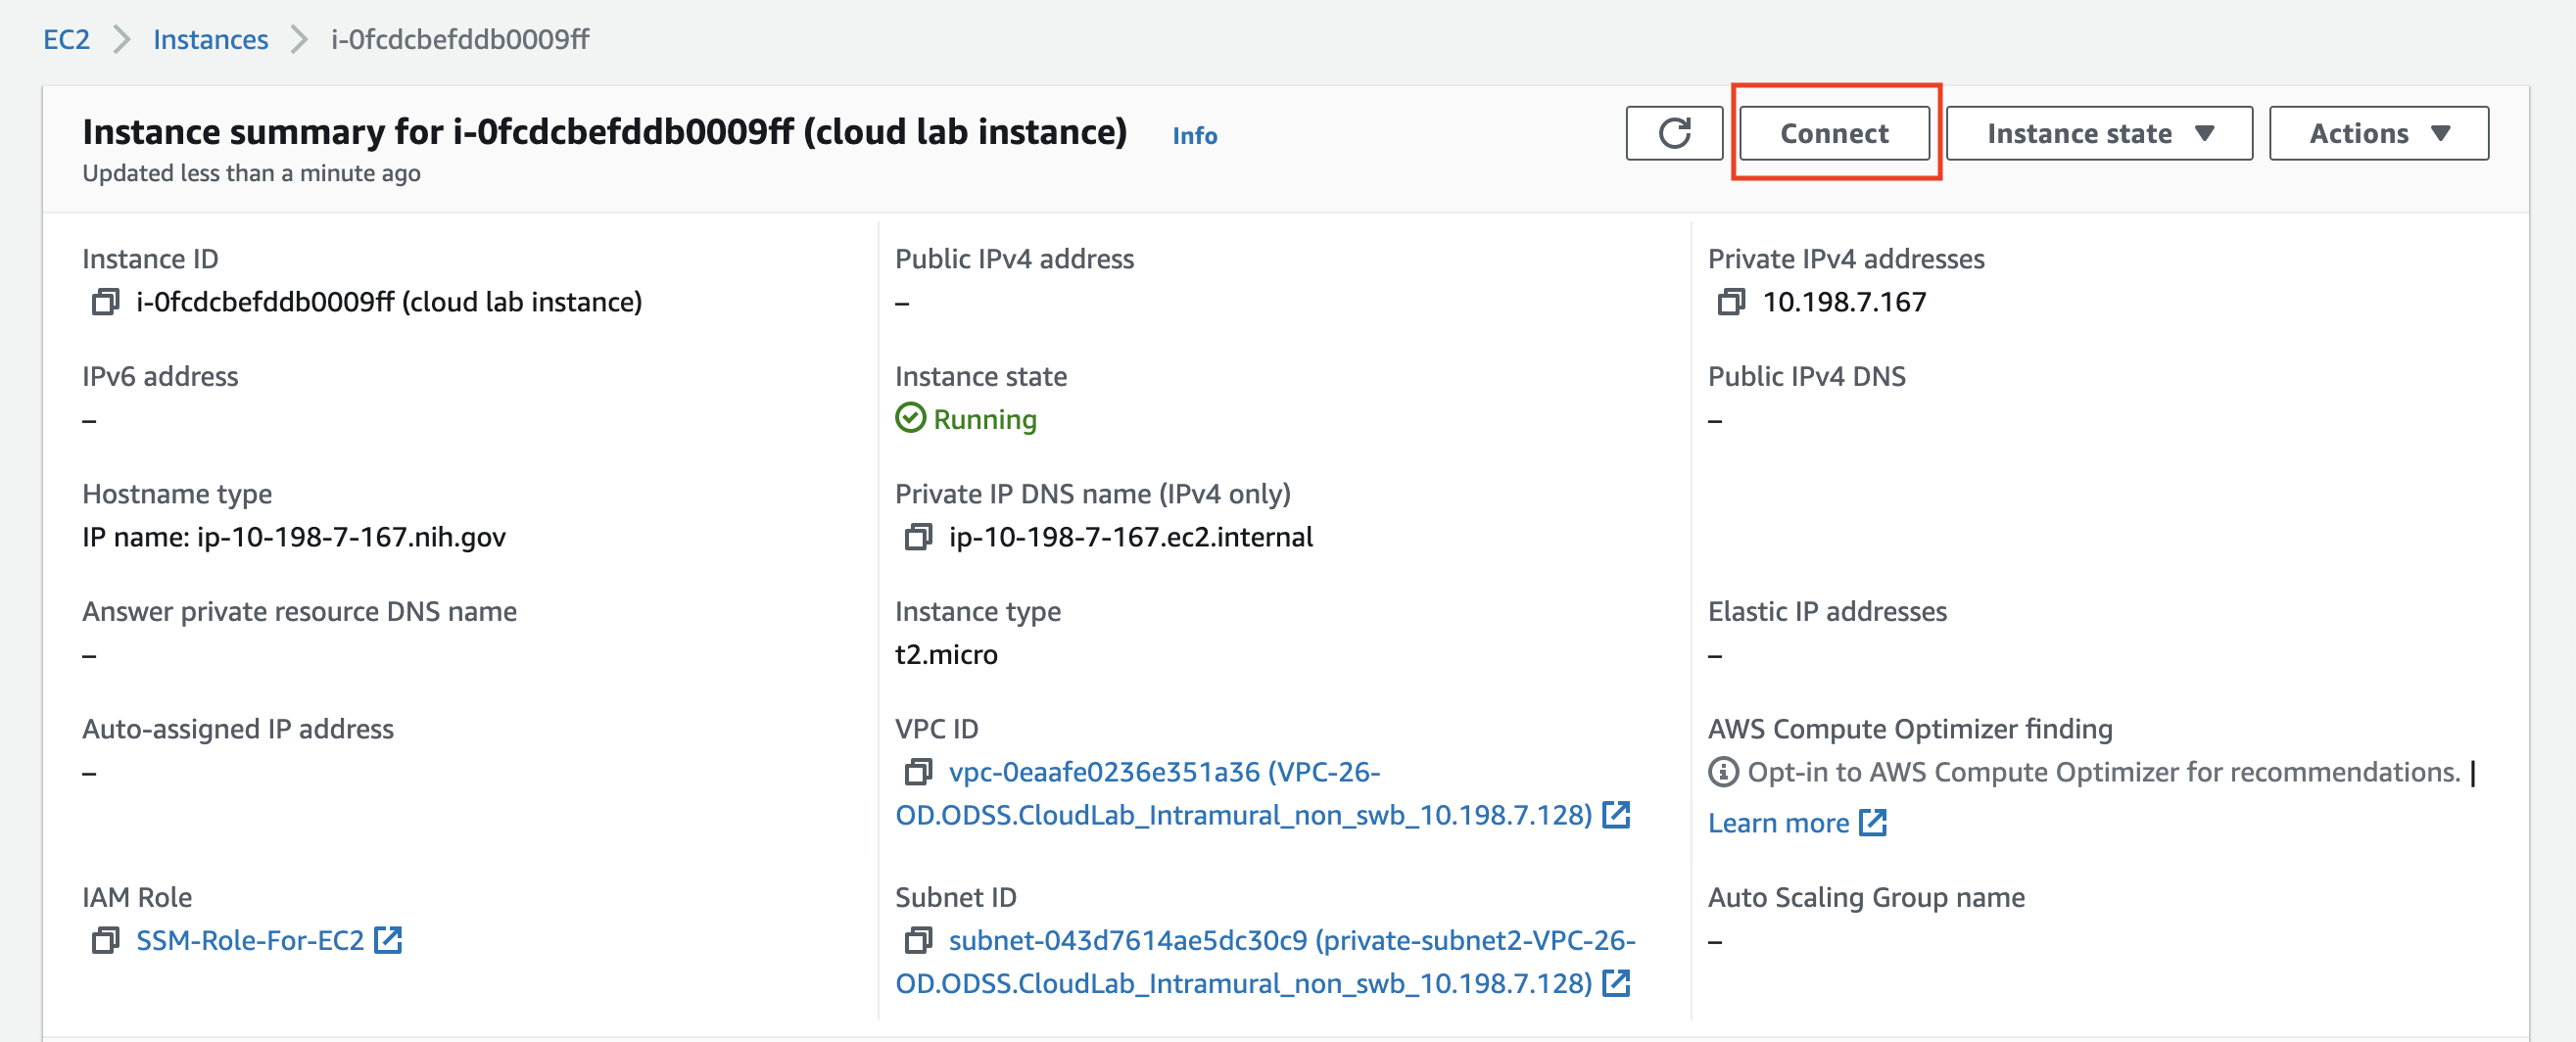 EC2 Instances i-0fcdcbefddb0009ff
Instance summary for i-0fcdcbefddb0009ff (cloud lab instance) Info
Updated less than a minute ago
Connect Instance state Actions
Instance ID
i-0fcdcbefddb0009ff (cloud lab instance)
Public IPv4 address
–
Private IPv4 addresses
10.198.7.167
IPv6 address
–
Instance state
Running
Public IPv4 DNS
–
Hostname type
IP name: ip-10-198-7-167.nih.gov
Private IP DNS name (IPv4 only)
ip-10-198-7-167.ec2.internal
Answer private resource DNS name
–
Instance type
t2.micro
Elastic IP addresses
–
Auto-assigned IP address
–
VPC ID
vpc-0eaafe0236e351a36 (VPC-26-
OD.ODSS.CloudLab_Intramural_non_swb_10.198.7.128)
AWS Compute Optimizer finding
Opt-in to AWS Compute Optimizer for recommendations. |
Learn more
IAM Role
SSM-Role-For-EC2
Subnet ID
subnet-043d7614ae5dc30c9 (private-subnet2-VPC-26-
OD.ODSS.CloudLab_Intramural_non_swb_10.198.7.128)
Auto Scaling Group name
–